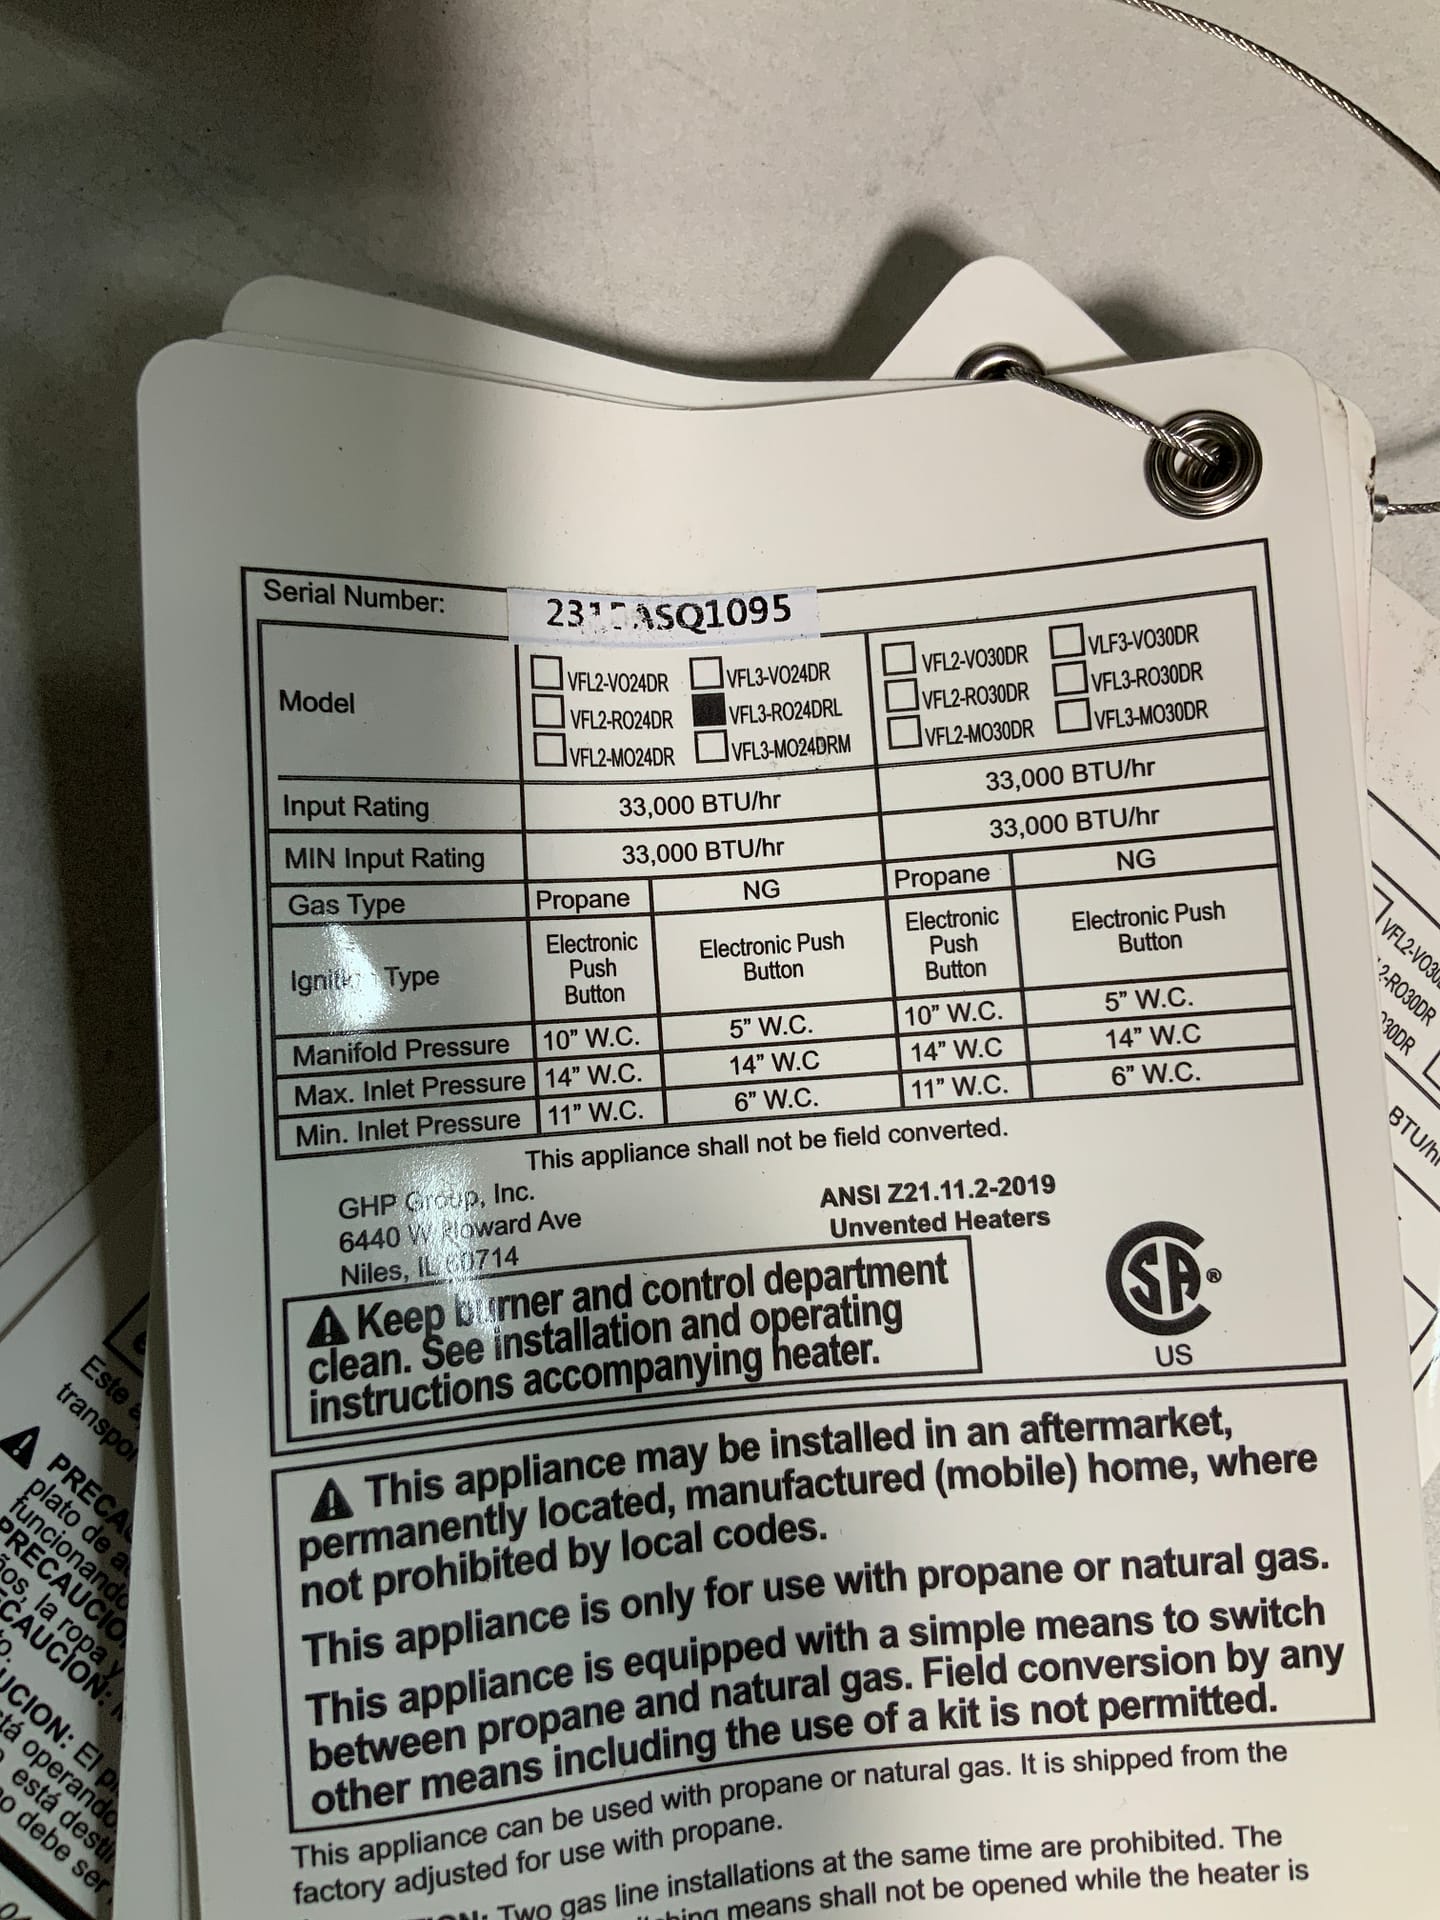 Serial Number:
Model
☐ VFL2-VO24DR ☐ VFL3-VO24DR ☐ VFL2-VO30DR ☐ VLF3-VO30DR
☐ VFL2-RO24DR ■ VFL3-RO24DRL ☐ VFL2-RO30DR ☐ VFL3-RO30DR
☐ VFL2-MO24DR ☐ VFL3-MO24DRM ☐ VFL2-MO30DR ☐ VFL3-MO30DR
Input Rating 33,000 BTU/hr 33,000 BTU/hr
MIN Input Rating 33,000 BTU/hr 33,000 BTU/hr
Gas Type Propane NG Propane NG
Ignition Type Electronic Push Button Electronic Push Button Electronic Push Button Electronic Push Button
Manifold Pressure 10” W.C. 5” W.C. 10” W.C. 5” W.C.
Max. Inlet Pressure 14” W.C. 14” W.C 14” W.C 14” W.C
Min. Inlet Pressure 11” W.C. 6” W.C. 11” W.C. 6” W.C.
This appliance shall not be field converted.
GHP Group, Inc.
6440 W. Howard Ave
Niles, IL 60714
ANSI Z21.11.2-2019
Unvented Heaters
SA®
US
Keep burner and control department
clean. See installation and operating
instructions accompanying heater.
This appliance may be installed in an aftermarket,
permanently located, manufactured (mobile) home, where
not prohibited by local codes.
This appliance is only for use with propane or natural gas.
This appliance is equipped with a simple means to switch
between propane and natural gas. Field conversion by any
other means including the use of a kit is not permitted.
This appliance can be used with propane or natural gas. It is shipped from the
factory adjusted for use with propane.
Two gas line installations at the same time are prohibited. The
means shall not be opened while the heater is